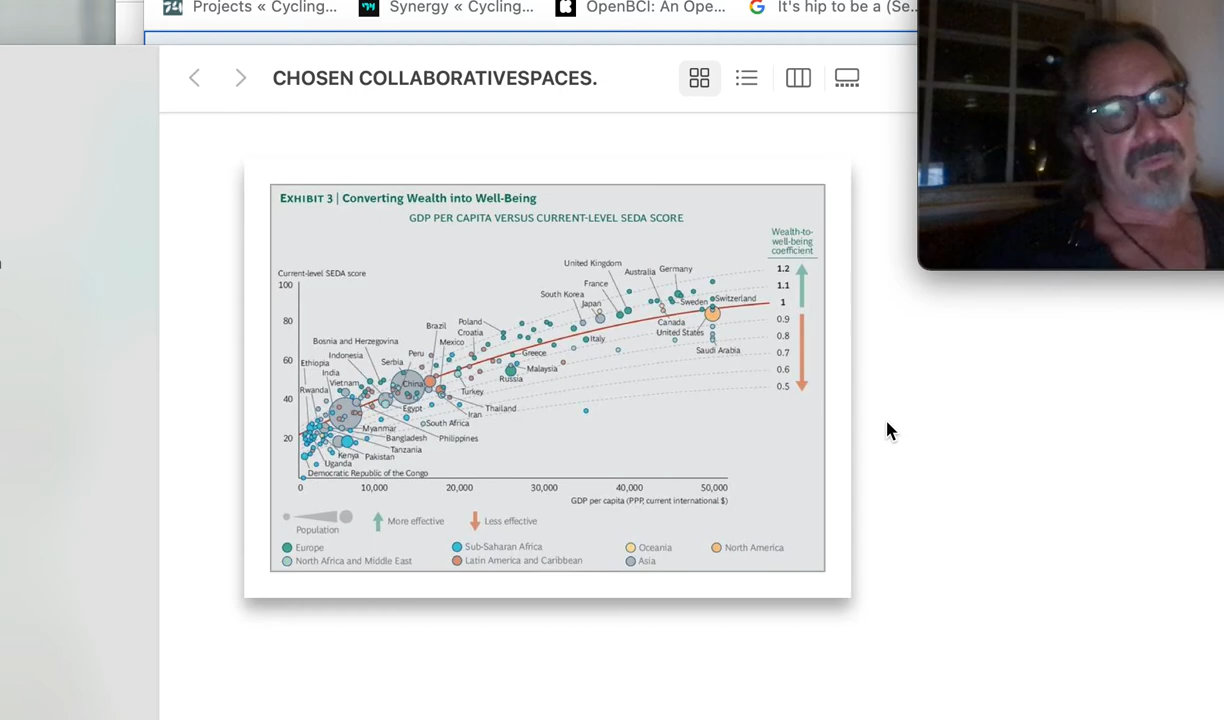 Projects « Cycling...
Synergy « Cycling...
OpenBCI: An Ope...
It's hip to be a (Se...
CHOSEN COLLABORATIVESPACES.
EXHIBIT 3 | Converting Wealth into Well-Being
GDP PER CAPITA VERSUS CURRENT-LEVEL SEDA SCORE
Wealth-to-
well-being
coefficient
Current-level SEDA score
100
80
60
40
20
1.2
1.1
1
0.9
0.8
0.7
0.6
0.5
United Kingdom
Australia
Germany
France
South Korea
Japan
Sweden
Switzerland
Canada
United States
Saudi Arabia
Italy
Poland
Croatia
Brazil
Mexico
Bosnia and Herzegovina
Indonesia
Serbia
Peru
Ethiopia
India
Vietnam
Rwanda
China
Greece
Malaysia
Russia
Turkey
Thailand
Iran
Egypt
South Africa
Myanmar
Bangladesh
Philippines
Tanzania
Kenya
Pakistan
Uganda
Democratic Republic of the Congo
0
10,000
20,000
30,000
40,000
50,000
GDP per capita (PPP, current international $)
Population
More effective
Less effective
Europe
Sub-Saharan Africa
Oceania
North America
North Africa and Middle East
Latin America and Caribbean
Asia